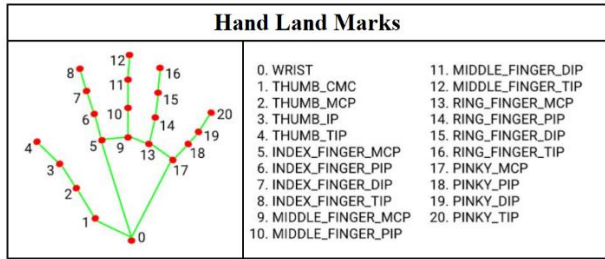 Hand Land Marks
12
8
16
11
7
15
20
6
10
14
19
4
5
9
13
18
3
17
2
1
0
0. WRIST
1. THUMB_CMC
2. THUMB_MCP
3. THUMB_IP
4. THUMB_TIP
5. INDEX_FINGER_MCP
6. INDEX_FINGER_PIP
7. INDEX_FINGER_DIP
8. INDEX_FINGER_TIP
9. MIDDLE_FINGER_MCP
10. MIDDLE_FINGER_PIP
11. MIDDLE_FINGER_DIP
12. MIDDLE_FINGER_TIP
13. RING_FINGER_MCP
14. RING_FINGER_PIP
15. RING_FINGER_DIP
16. RING_FINGER_TIP
17. PINKY_MCP
18. PINKY_PIP
19. PINKY_DIP
20. PINKY_TIP